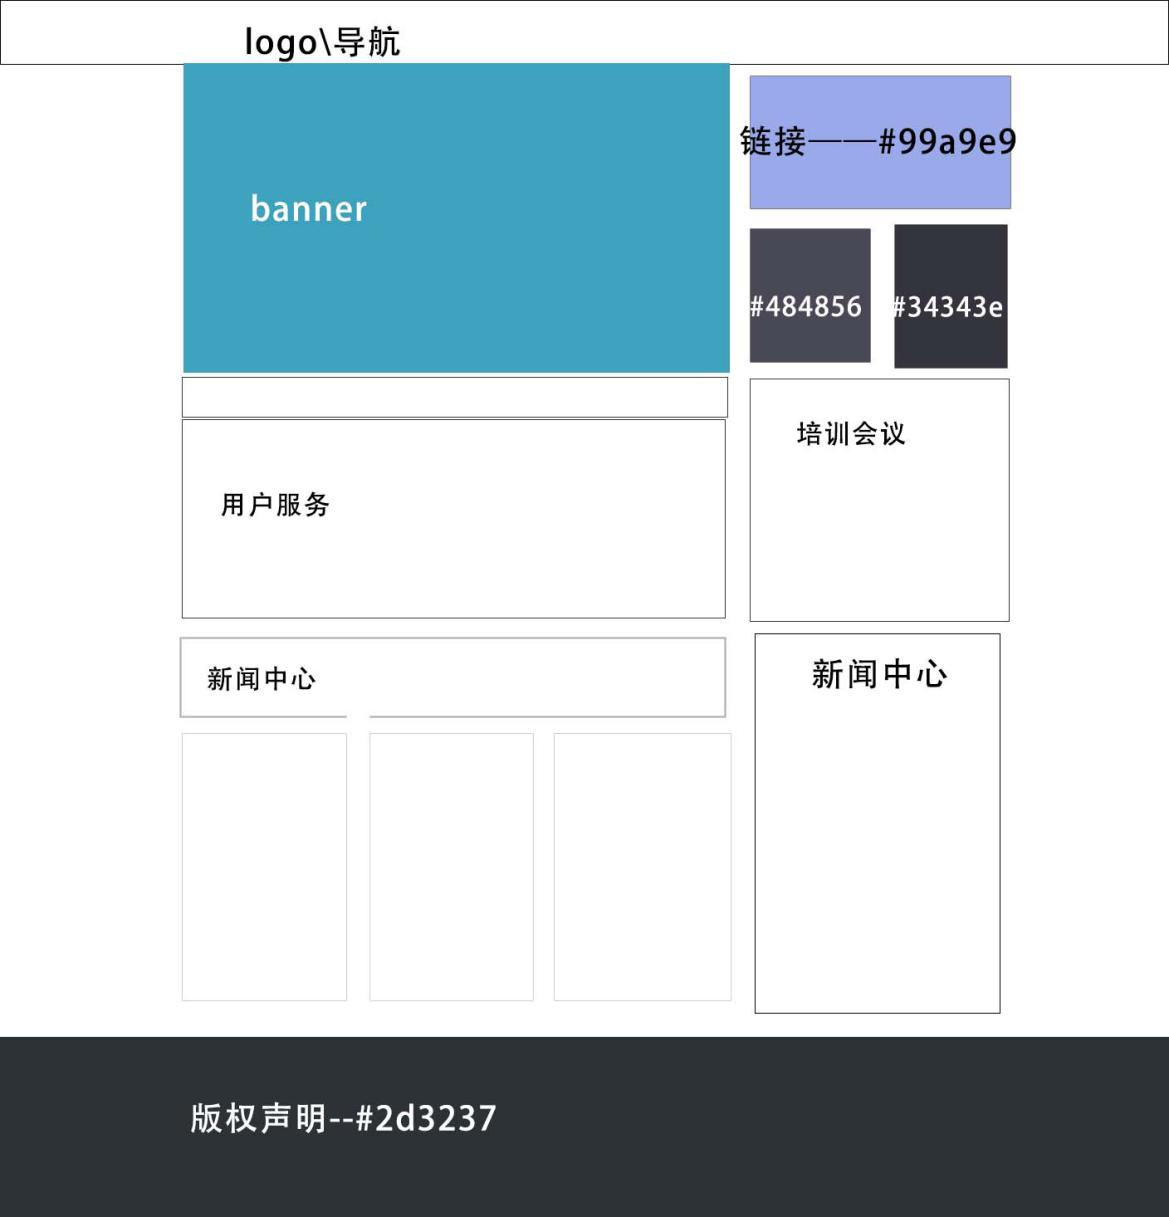 logo\导航
banner
链接——#99a9e9
#484856
#34343e
用户服务
培训会议
新闻中心
新闻中心
版权声明--#2d3237